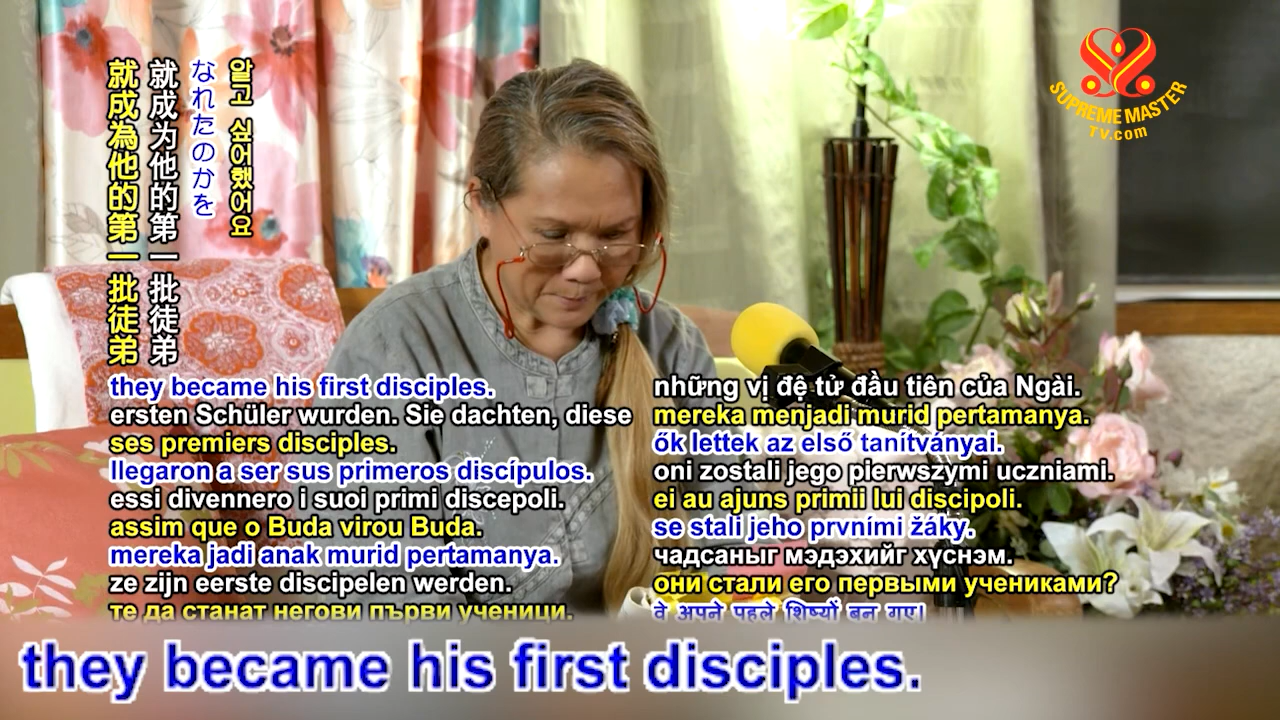 SUPREME MASTER
TV.com
알고 싶어했어요
なれたのかを
就成为他的第一批徒弟
就成為他的第一批徒弟
they became his first disciples.
ersten Schüler wurden. Sie dachten, diese
ses premiers disciples.
llegaron a ser sus primeros discípulos.
essi divennero i suoi primi discepoli.
assim que o Buda virou Buda.
mereka jadi anak murid pertamanya.
ze zijn eerste discipelen werden.
те да станат негови първи ученици.
những vị đệ tử đầu tiên của Ngài.
mereka menjadi murid pertamanya.
ők lettek az első tanítványai.
oni zostali jego pierwszymi uczniami.
ei au ajuns primii lui discipoli.
se stali jeho prvními žáky.
чадсаныг мэдэхийг хүснэм.
они стали его первыми учениками?
वे अपने पहले शिष्यों बन गए।
they became his first disciples.